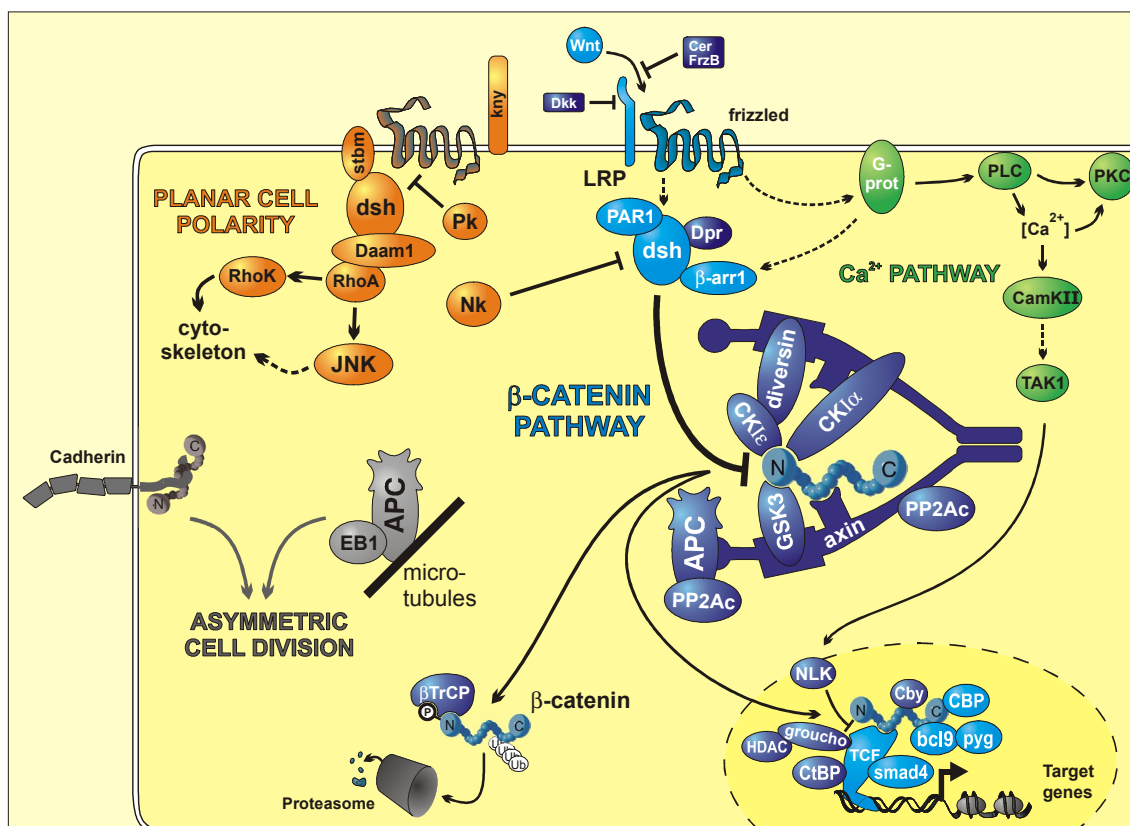 Wnt
Cer
FrzB
Dkk
kny
frizzled
stbm
LRP
G-
prot
PLC
PKC
PLANAR CELL
POLARITY
dsh
Pk
PAR1
dsh
Dpr
[Ca2+]
Daam1
β-arr1
Ca2+ PATHWAY
RhoK
RhoA
Nk
CamKII
cyto-
skeleton
JNK
diversin
TAK1
β-CATENIN
PATHWAY
CKIε
CKIα
Cadherin
C
N
APC
EB1
N
C
GSK3
axin
PP2Ac
APC
PP2Ac
micro-
tubules
ASYMMETRIC
CELL DIVISION
NLK
βTrCP
P
N
C
β-catenin
Cby
N
C
CBP
groucho
HDAC
bcl9
pyg
TCF
CtBP
smad4
Ub
Ub
Ub
Ub
Proteasome
Target
genes